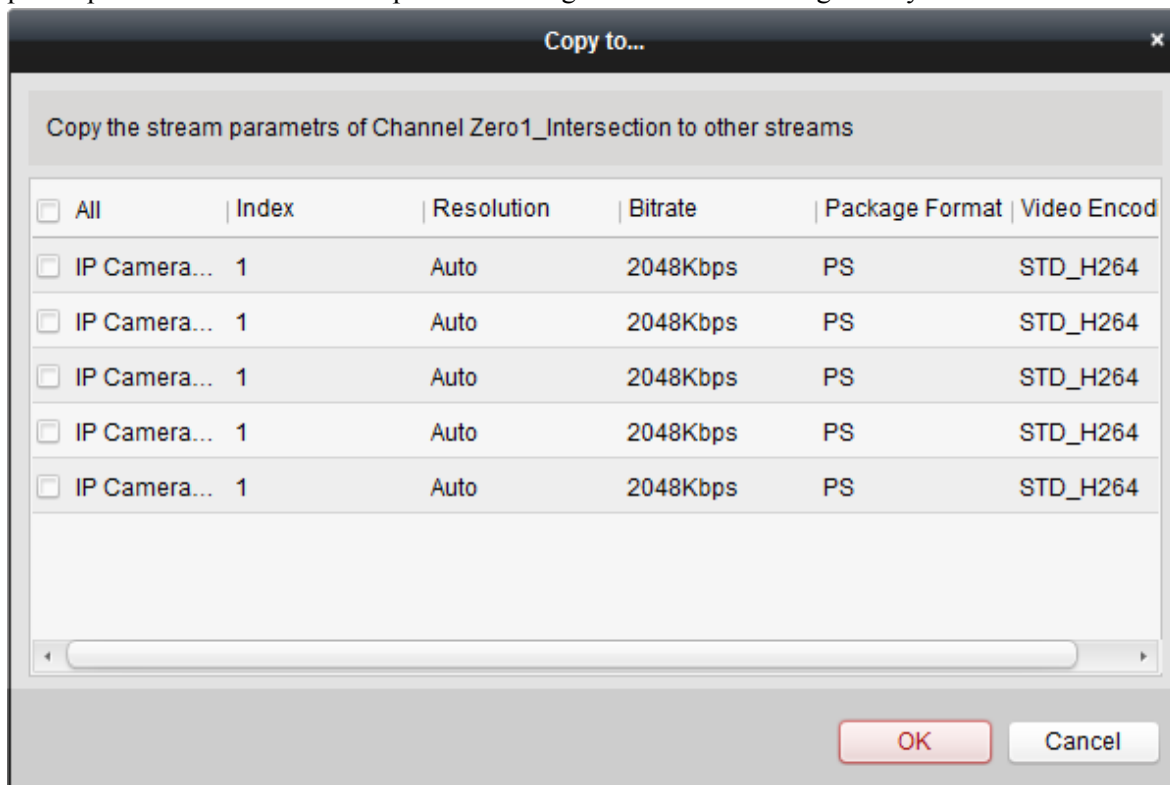 Copy to...
Copy the stream parametrs of Channel Zero1_Intersection to other streams
All Index Resolution Bitrate Package Format Video Encod
IP Camera... 1 Auto 2048Kbps PS STD_H264
IP Camera... 1 Auto 2048Kbps PS STD_H264
IP Camera... 1 Auto 2048Kbps PS STD_H264
IP Camera... 1 Auto 2048Kbps PS STD_H264
IP Camera... 1 Auto 2048Kbps PS STD_H264
OK Cancel